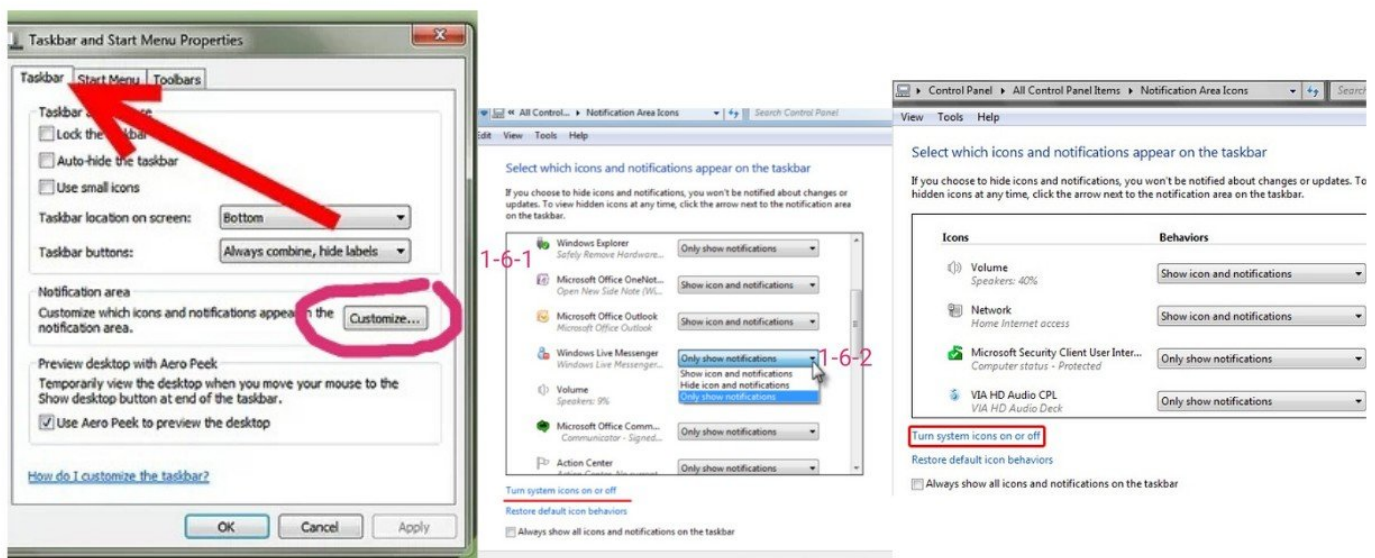 Taskbar and Start Menu Properties
Taskbar
Start Menu
Toolbars
Lock the taskbar
Auto-hide the taskbar
Use small icons
Taskbar location on screen:
Bottom
Taskbar buttons:
Always combine, hide labels
Notification area
Customize which icons and notifications appear in the
notification area.
Customize...
Preview desktop with Aero Peek
Temporarily view the desktop when you move your mouse to the
Show desktop button at end of the taskbar.
Use Aero Peek to preview the desktop
How do I customize the taskbar?
OK
Cancel
Apply
All Control... Notification Area Icons
Search Control Panel
Edit View Tools Help
Select which icons and notifications appear on the taskbar
If you choose to hide icons and notifications, you won't be notified about changes or
updates. To view hidden icons at any time, click the arrow next to the notification area
on the taskbar.
1-6-1
Windows Explorer
Safely Remove Hardware...
Only show notifications
Microsoft Office OneNot...
Open New Side Note (Wi...
Show icon and notifications
Microsoft Office Outlook
Microsoft Office Outlook
Show icon and notifications
Windows Live Messenger
Windows Live Messenger...
Only show notifications
1-6-2
Show icon and notifications
Hide icon and notifications
Only show notifications
Volume
Speakers: 9%
Microsoft Office Comm...
Communicator - Signed...
Only show notifications
Action Center
Only show notifications
Turn system icons on or off
Restore default icon behaviors
Always show all icons and notifications on the taskbar
Control Panel All Control Panel Items Notification Area Icons
Search
View Tools Help
Select which icons and notifications appear on the taskbar
If you choose to hide icons and notifications, you won't be notified about changes or updates. To
hidden icons at any time, click the arrow next to the notification area on the taskbar.
Icons
Behaviors
Volume
Speakers: 40%
Show icon and notifications
Network
Home Internet access
Show icon and notifications
Microsoft Security Client User Inter...
Computer status - Protected
Only show notifications
VIA HD Audio CPL
VIA HD Audio Deck
Only show notifications
Turn system icons on or off
Restore default icon behaviors
Always show all icons and notifications on the taskbar